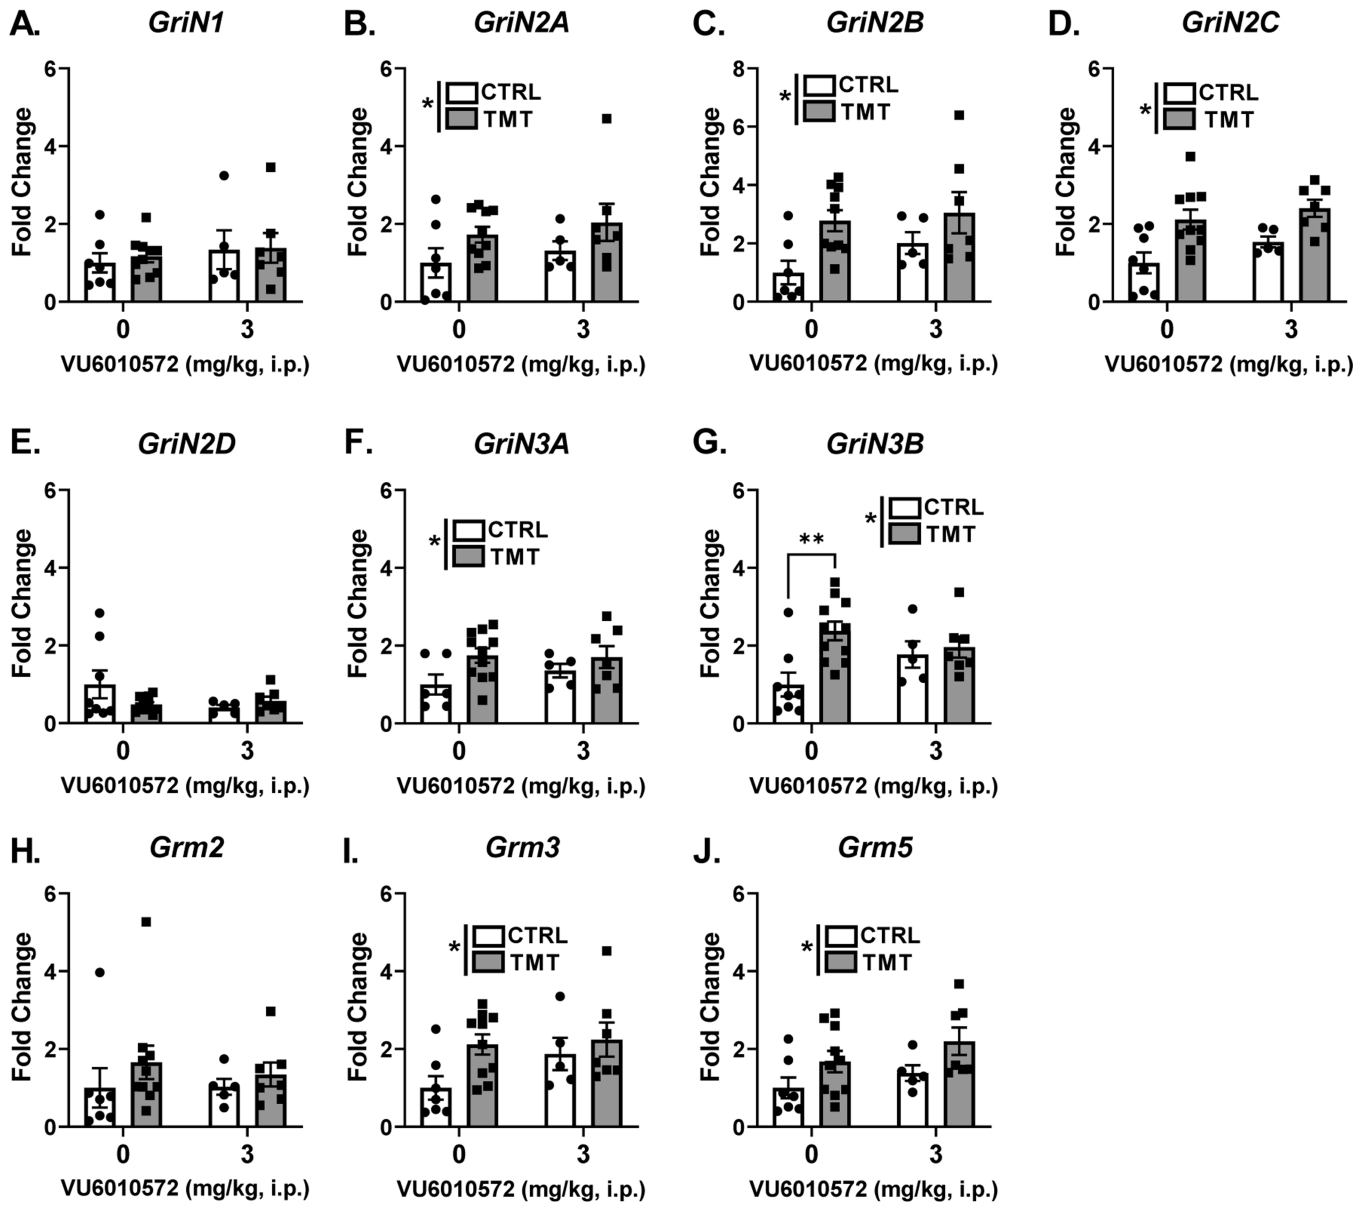 A. GriN1
6
4
2
0
Fold Change
0 3
VU6010572 (mg/kg, i.p.)
B. GriN2A
* CTRL
TMT
6
4
2
0
Fold Change
0 3
VU6010572 (mg/kg, i.p.)
C. GriN2B
* CTRL
TMT
8
6
4
2
0
Fold Change
0 3
VU6010572 (mg/kg, i.p.)
D. GriN2C
* CTRL
TMT
6
4
2
0
Fold Change
0 3
VU6010572 (mg/kg, i.p.)
E. GriN2D
6
4
2
0
Fold Change
0 3
VU6010572 (mg/kg, i.p.)
F. GriN3A
* CTRL
TMT
6
4
2
0
Fold Change
0 3
VU6010572 (mg/kg, i.p.)
G. GriN3B
* CTRL
TMT
**
6
4
2
0
Fold Change
0 3
VU6010572 (mg/kg, i.p.)
H. Grm2
6
4
2
0
Fold Change
0 3
VU6010572 (mg/kg, i.p.)
I. Grm3
* CTRL
TMT
6
4
2
0
Fold Change
0 3
VU6010572 (mg/kg, i.p.)
J. Grm5
* CTRL
TMT
6
4
2
0
Fold Change
0 3
VU6010572 (mg/kg, i.p.)